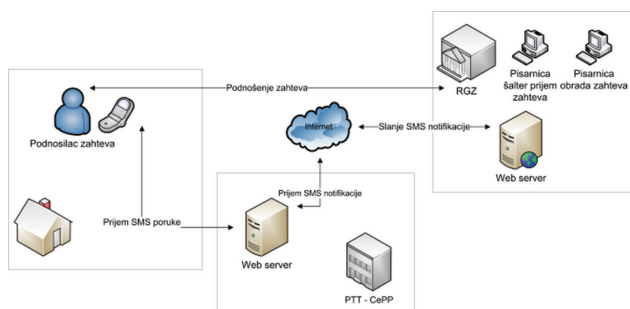 RGZ
Pisarnica
šalter prijem
zahteva
Pisarnica
obrada zahteva
Podnošenje zahteva
Podnosilac zahteva
Internet
Slanje SMS notifikacije
Web server
Prijem SMS notifikacije
Prijem SMS poruke
Web server
PTT - CePP